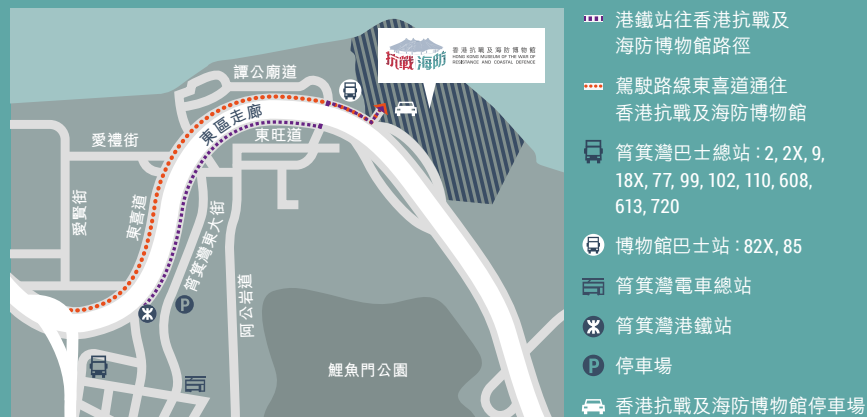 抗戰 海防
香港抗戰及海防博物館
HONG KONG MUSEUM OF THE WAR OF
RESISTANCE AND COASTAL DEFENCE
譚公廟道
東區走廊
東旺道
愛禮街
愛賢街
東喜道
筲箕灣東大街
阿公岩道
P
鯉魚門公園
港鐵站往香港抗戰及
海防博物館路徑
駕駛路線東喜道通往
香港抗戰及海防博物館
筲箕灣巴士總站：2, 2X, 9,
18X, 77, 99, 102, 110, 608,
613, 720
博物館巴士站：82X, 85
筲箕灣電車總站
筲箕灣港鐵站
P 停車場
香港抗戰及海防博物館停車場